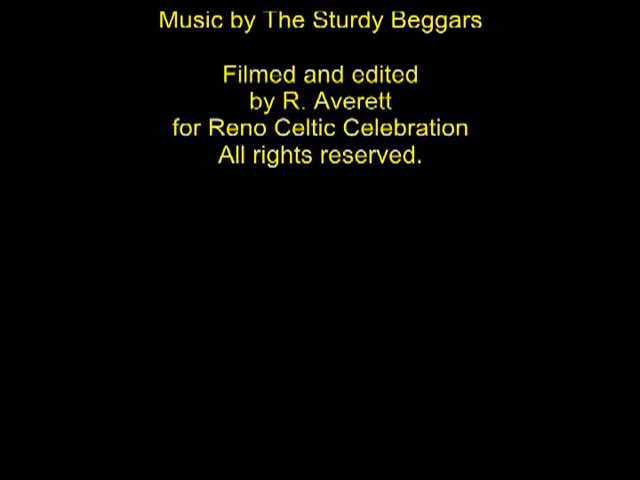 Music by The Sturdy Beggars
Filmed and edited
by R. Averett
for Reno Celtic Celebration
All rights reserved.